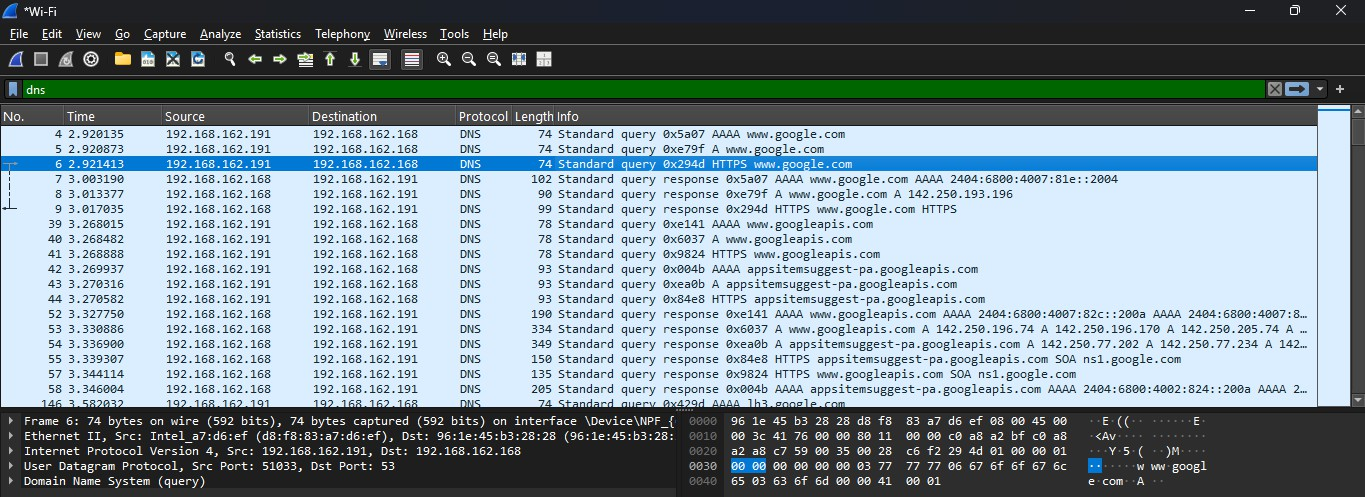 *Wi-Fi
File Edit View Go Capture Analyze Statistics Telephony Wireless Tools Help
dns
No. Time Source Destination Protocol Length Info
4 2.920135 192.168.162.191 192.168.162.168 DNS 74 Standard query 0x5a07 AAAA www.google.com
5 2.920873 192.168.162.191 192.168.162.168 DNS 74 Standard query 0xe79f A www.google.com
6 2.921413 192.168.162.191 192.168.162.168 DNS 74 Standard query 0x294d HTTPS www.google.com
7 3.003190 192.168.162.168 192.168.162.191 DNS 102 Standard query response 0x5a07 AAAA www.google.com AAAA 2404:6800:4007:81e::2004
8 3.013377 192.168.162.168 192.168.162.191 DNS 90 Standard query response 0xe79f A www.google.com A 142.250.193.196
9 3.017035 192.168.162.168 192.168.162.191 DNS 99 Standard query response 0x294d HTTPS www.google.com HTTPS
39 3.268015 192.168.162.191 192.168.162.168 DNS 78 Standard query 0xe141 AAAA www.googleapis.com
40 3.268482 192.168.162.191 192.168.162.168 DNS 78 Standard query 0x6037 A www.googleapis.com
41 3.268888 192.168.162.191 192.168.162.168 DNS 78 Standard query 0x9824 HTTPS www.googleapis.com
42 3.269937 192.168.162.191 192.168.162.168 DNS 93 Standard query 0x004b AAAA appsitemsuggest-pa.googleapis.com
43 3.270316 192.168.162.191 192.168.162.168 DNS 93 Standard query 0xea0b A appsitemsuggest-pa.googleapis.com
44 3.270582 192.168.162.191 192.168.162.168 DNS 93 Standard query 0x84e8 HTTPS appsitemsuggest-pa.googleapis.com
52 3.327750 192.168.162.168 192.168.162.191 DNS 190 Standard query response 0xe141 AAAA www.googleapis.com AAAA 2404:6800:4007:82c::200a AAAA 2404:6800:4007:8…
53 3.330886 192.168.162.168 192.168.162.191 DNS 334 Standard query response 0x6037 A www.googleapis.com A 142.250.196.74 A 142.250.196.170 A 142.250.205.74 A …
54 3.336900 192.168.162.168 192.168.162.191 DNS 349 Standard query response 0xea0b A appsitemsuggest-pa.googleapis.com A 142.250.77.202 A 142.250.77.234 A 142…
55 3.339307 192.168.162.168 192.168.162.191 DNS 150 Standard query response 0x84e8 HTTPS appsitemsuggest-pa.googleapis.com SOA ns1.google.com
57 3.344114 192.168.162.168 192.168.162.191 DNS 135 Standard query response 0x9824 HTTPS www.googleapis.com SOA ns1.google.com
58 3.346004 192.168.162.168 192.168.162.191 DNS 205 Standard query response 0x004b AAAA appsitemsuggest-pa.googleapis.com AAAA 2404:6800:4002:824::200a AAAA 2…
146 3.582032 192.168.162.191 192.168.162.168 DNS 74 Standard query 0x429d AAAA lh3.google.com
Frame 6: 74 bytes on wire (592 bits), 74 bytes captured (592 bits) on interface \Device\NPF_{
Ethernet II, Src: Intel_a7:d6:ef (d8:f8:83:a7:d6:ef), Dst: 96:1e:45:b3:28:28 (96:1e:45:b3:28:
Internet Protocol Version 4, Src: 192.168.162.191, Dst: 192.168.162.168
User Datagram Protocol, Src Port: 51033, Dst Port: 53
Domain Name System (query)
0000 96 1e 45 b3 28 28 d8 f8 83 a7 d6 ef 08 00 45 00 ··E·((·· ······E·
0010 00 3c 41 76 00 00 80 11 00 00 c0 a8 a2 bf c0 a8 ·<Av···· ········
0020 a2 a8 c7 59 00 35 00 28 c6 f2 29 4d 01 00 00 01 ···Y·5·( ··)M····
0030 00 00 00 00 00 00 03 77 77 77 06 67 6f 6f 67 6c ·······w ww·googl
0040 65 03 63 6f 6d 00 00 41 00 01 e·com··A ··